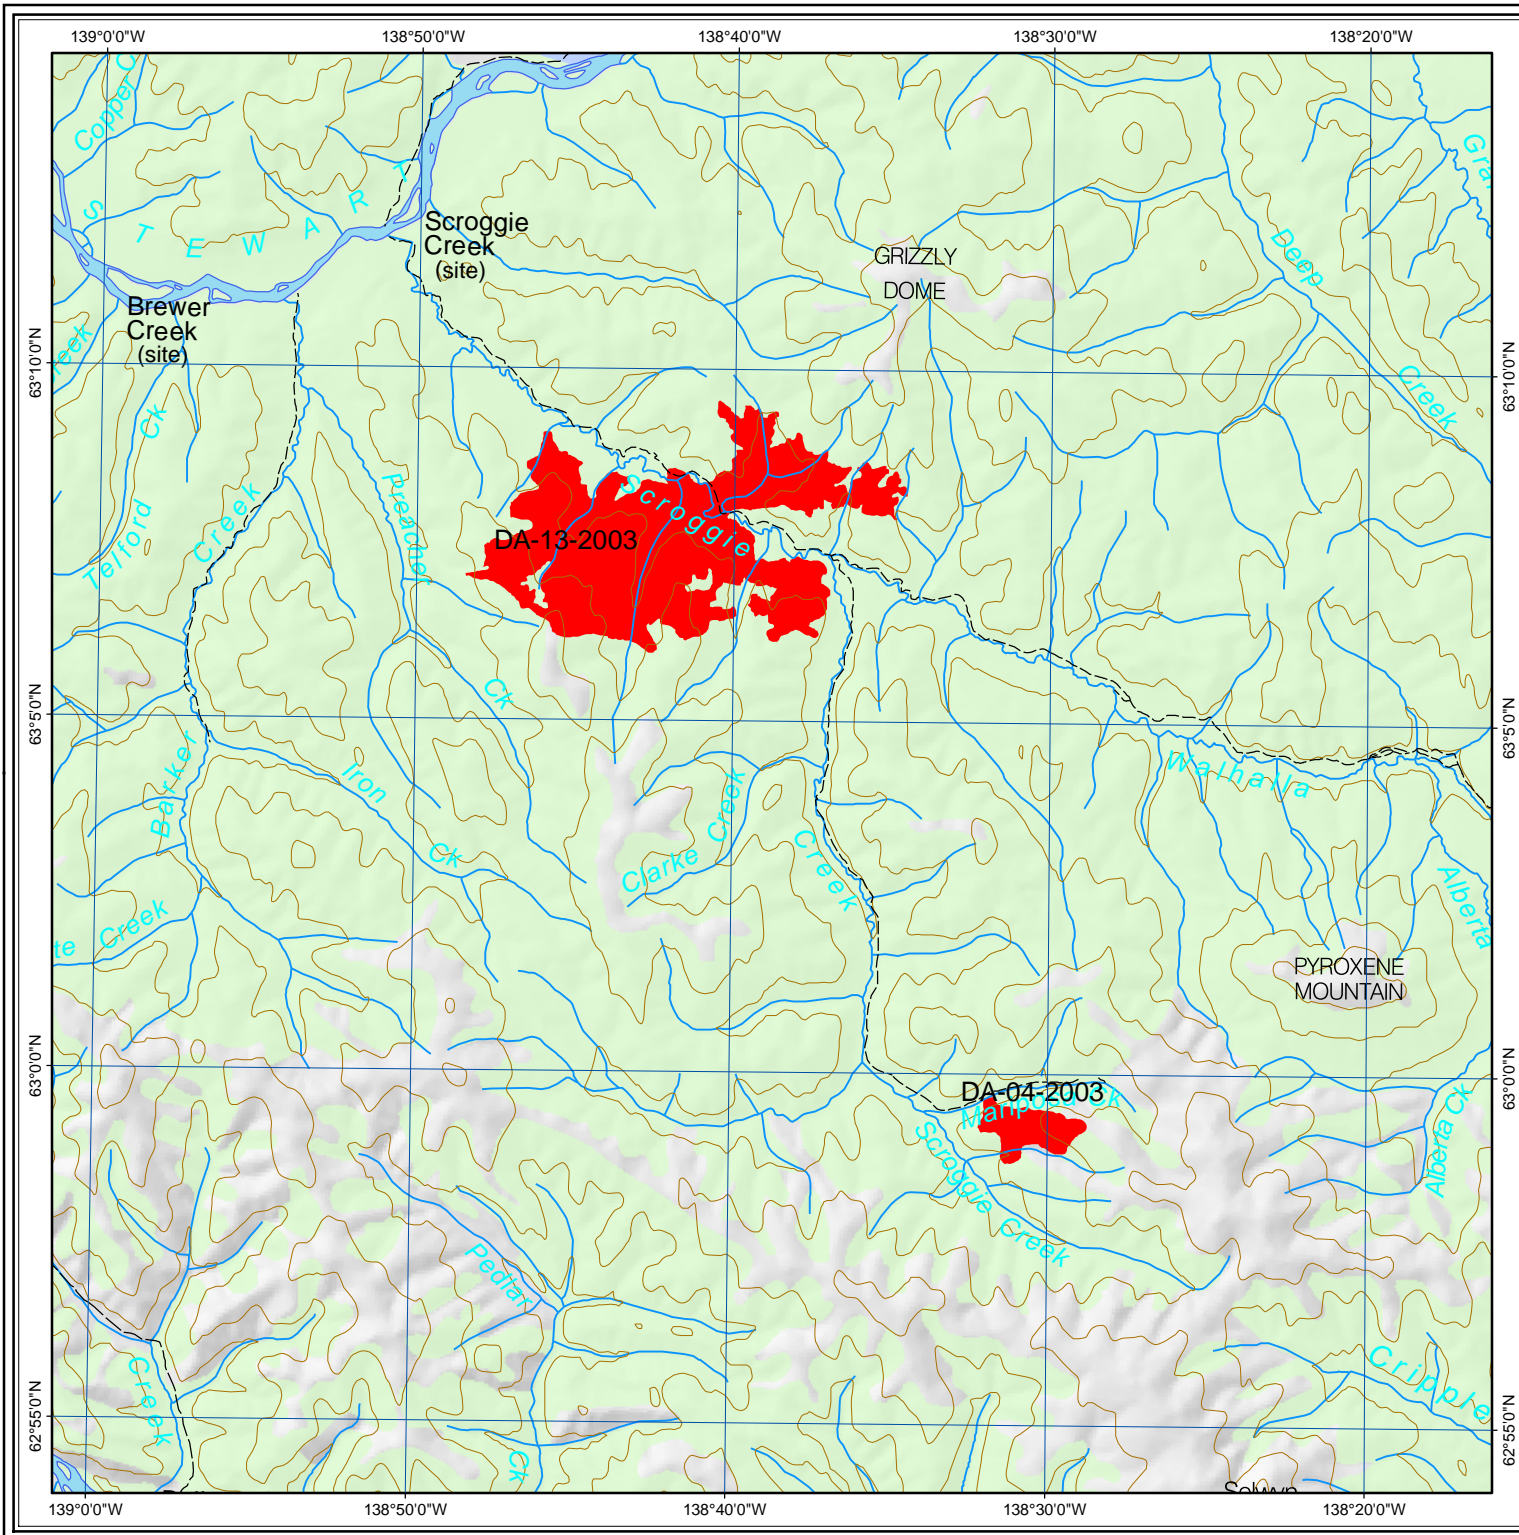 139°0'0"W
138°50'0"W
138°40'0"W
138°30'0"W
138°20'0"W
Copper C
STEWART
Scroggie
Creek
(site)
Brewer
Creek
(site)
GRIZZLY
DOME
Deep
Creek
63°10'0"N
63°10'0"N
Telford Ck
Creek
Preacher
Ck
DA-13-2003
Scroggie
63°5'0"N
63°5'0"N
Barker
Iron
Ck
Clarke Creek
Creek
Walhalla
Alberta
te Creek
PYROXENE
MOUNTAIN
63°0'0"N
63°0'0"N
DA-04-2003
Ck
Scroggie Creek
Alberta Ck
Pedlar
Ck
Creek
Cripple
62°55'0"N
62°55'0"N
Selwyn
139°0'0"W
138°50'0"W
138°40'0"W
138°30'0"W
138°20'0"W